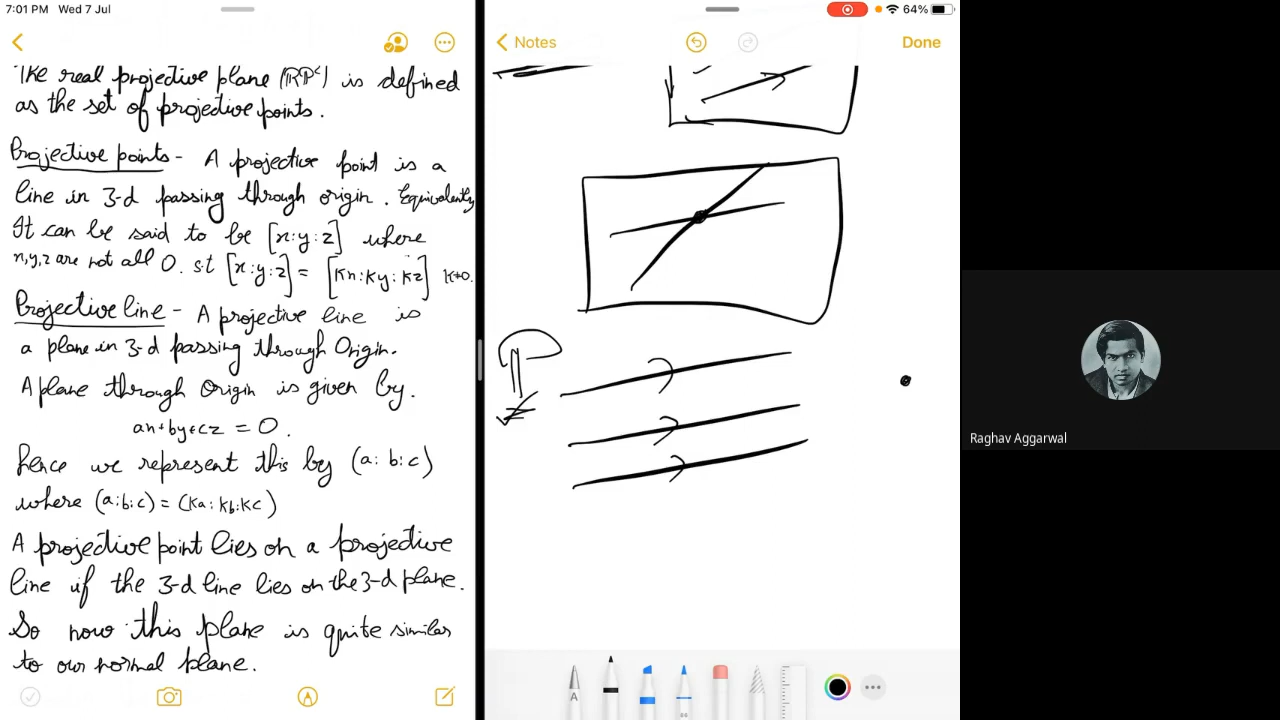 7:01 PM Wed 7 Jul
64%
The real projective plane (RP²) is defined
as the set of projective points.
Projective points - A projective point is a
line in 3-d passing through origin. Equivalently
It can be said to be [x:y:z] where
x,y,z are not all 0. s.t [x:y:z] = [Kx:Ky:Kz] K≠0.
Projective line - A projective line is
a plane in 3-d passing through Origin.
A plane through Origin is given by.
ax+by+cz = 0.
hence we represent this by (a:b:c)
where (a:b:c) = (Ka:Kb:Kc)
A projective point lies on a projective
line if the 3-d line lies on the 3-d plane.
So now this plane is quite similar
to our normal plane.
Notes
Done
Raghav Aggarwal